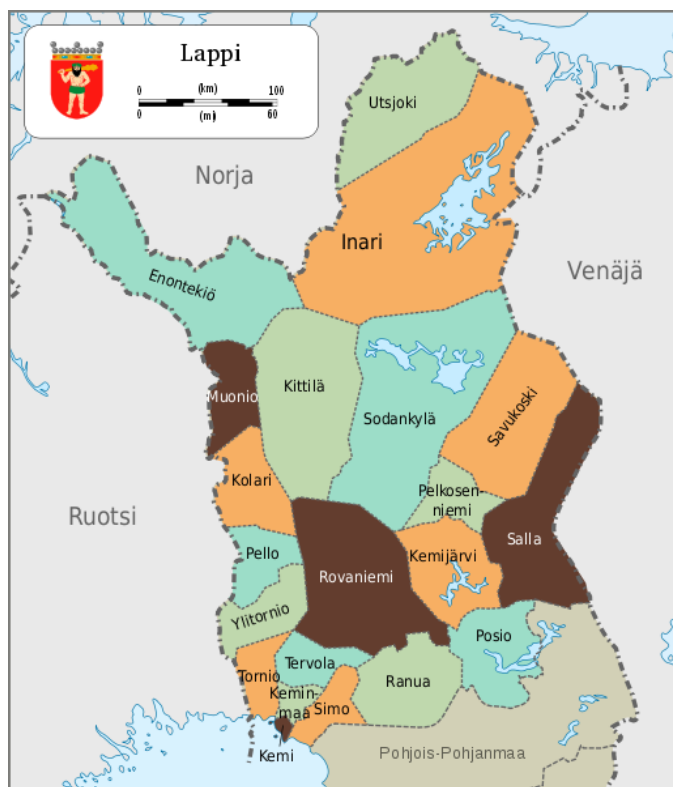 Lappi
0 (km) 100
0 (m) 60
Utsjoki
Norja
Inari
Venäjä
Enontekiö
Kittilä
Muonio
Sodankylä
Savukoski
Kolari
Pelkosen-
niemi
Ruotsi
Salla
Pello
Kemijärvi
Rovaniemi
Ylitornio
Posio
Tervola
Tornio
Ranua
Kemin-
maa
Simo
Kemi
Pohjois-Pohjanmaa